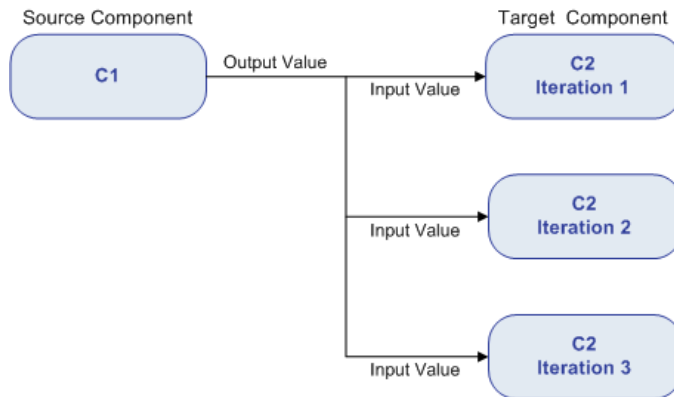 Source Component
Target Component
C1
Output Value
C2
Iteration 1
Input Value
C2
Iteration 2
Input Value
C2
Iteration 3
Input Value